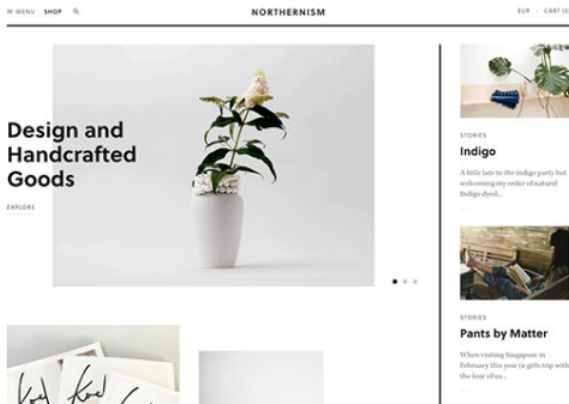 MENU SHOP
NORTHERNISM
EUR - CART (
Design and
Handcrafted
Goods
EXPLORE
STORIES
Indigo
A little late to the indigo party but
welcoming my order of natural
Indigo dyed...
STORIES
Pants by Matter
When visiting Singapore in
February this year (a girls trip with
the four of us...